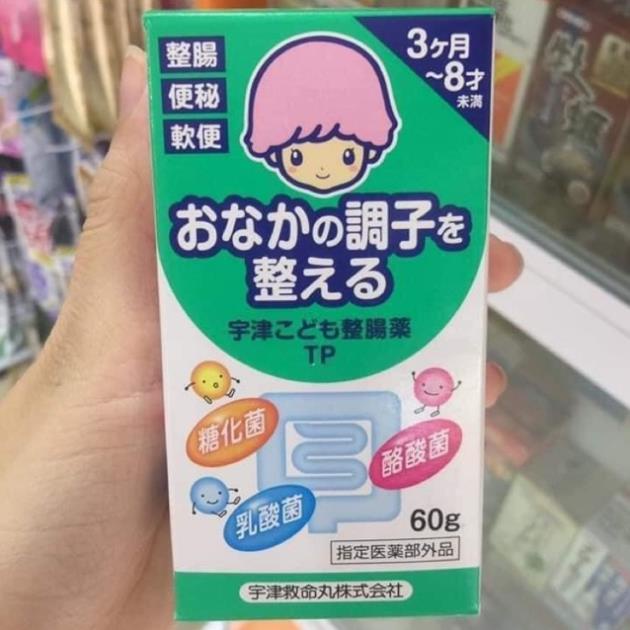 整腸
便秘
軟便
3ヶ月
~8才
未満
おなかの調子を
整える
宇津こども整腸薬
TP
糖化菌
酪酸菌
乳酸菌
60g
指定医薬部外品
宇津救命丸株式会社